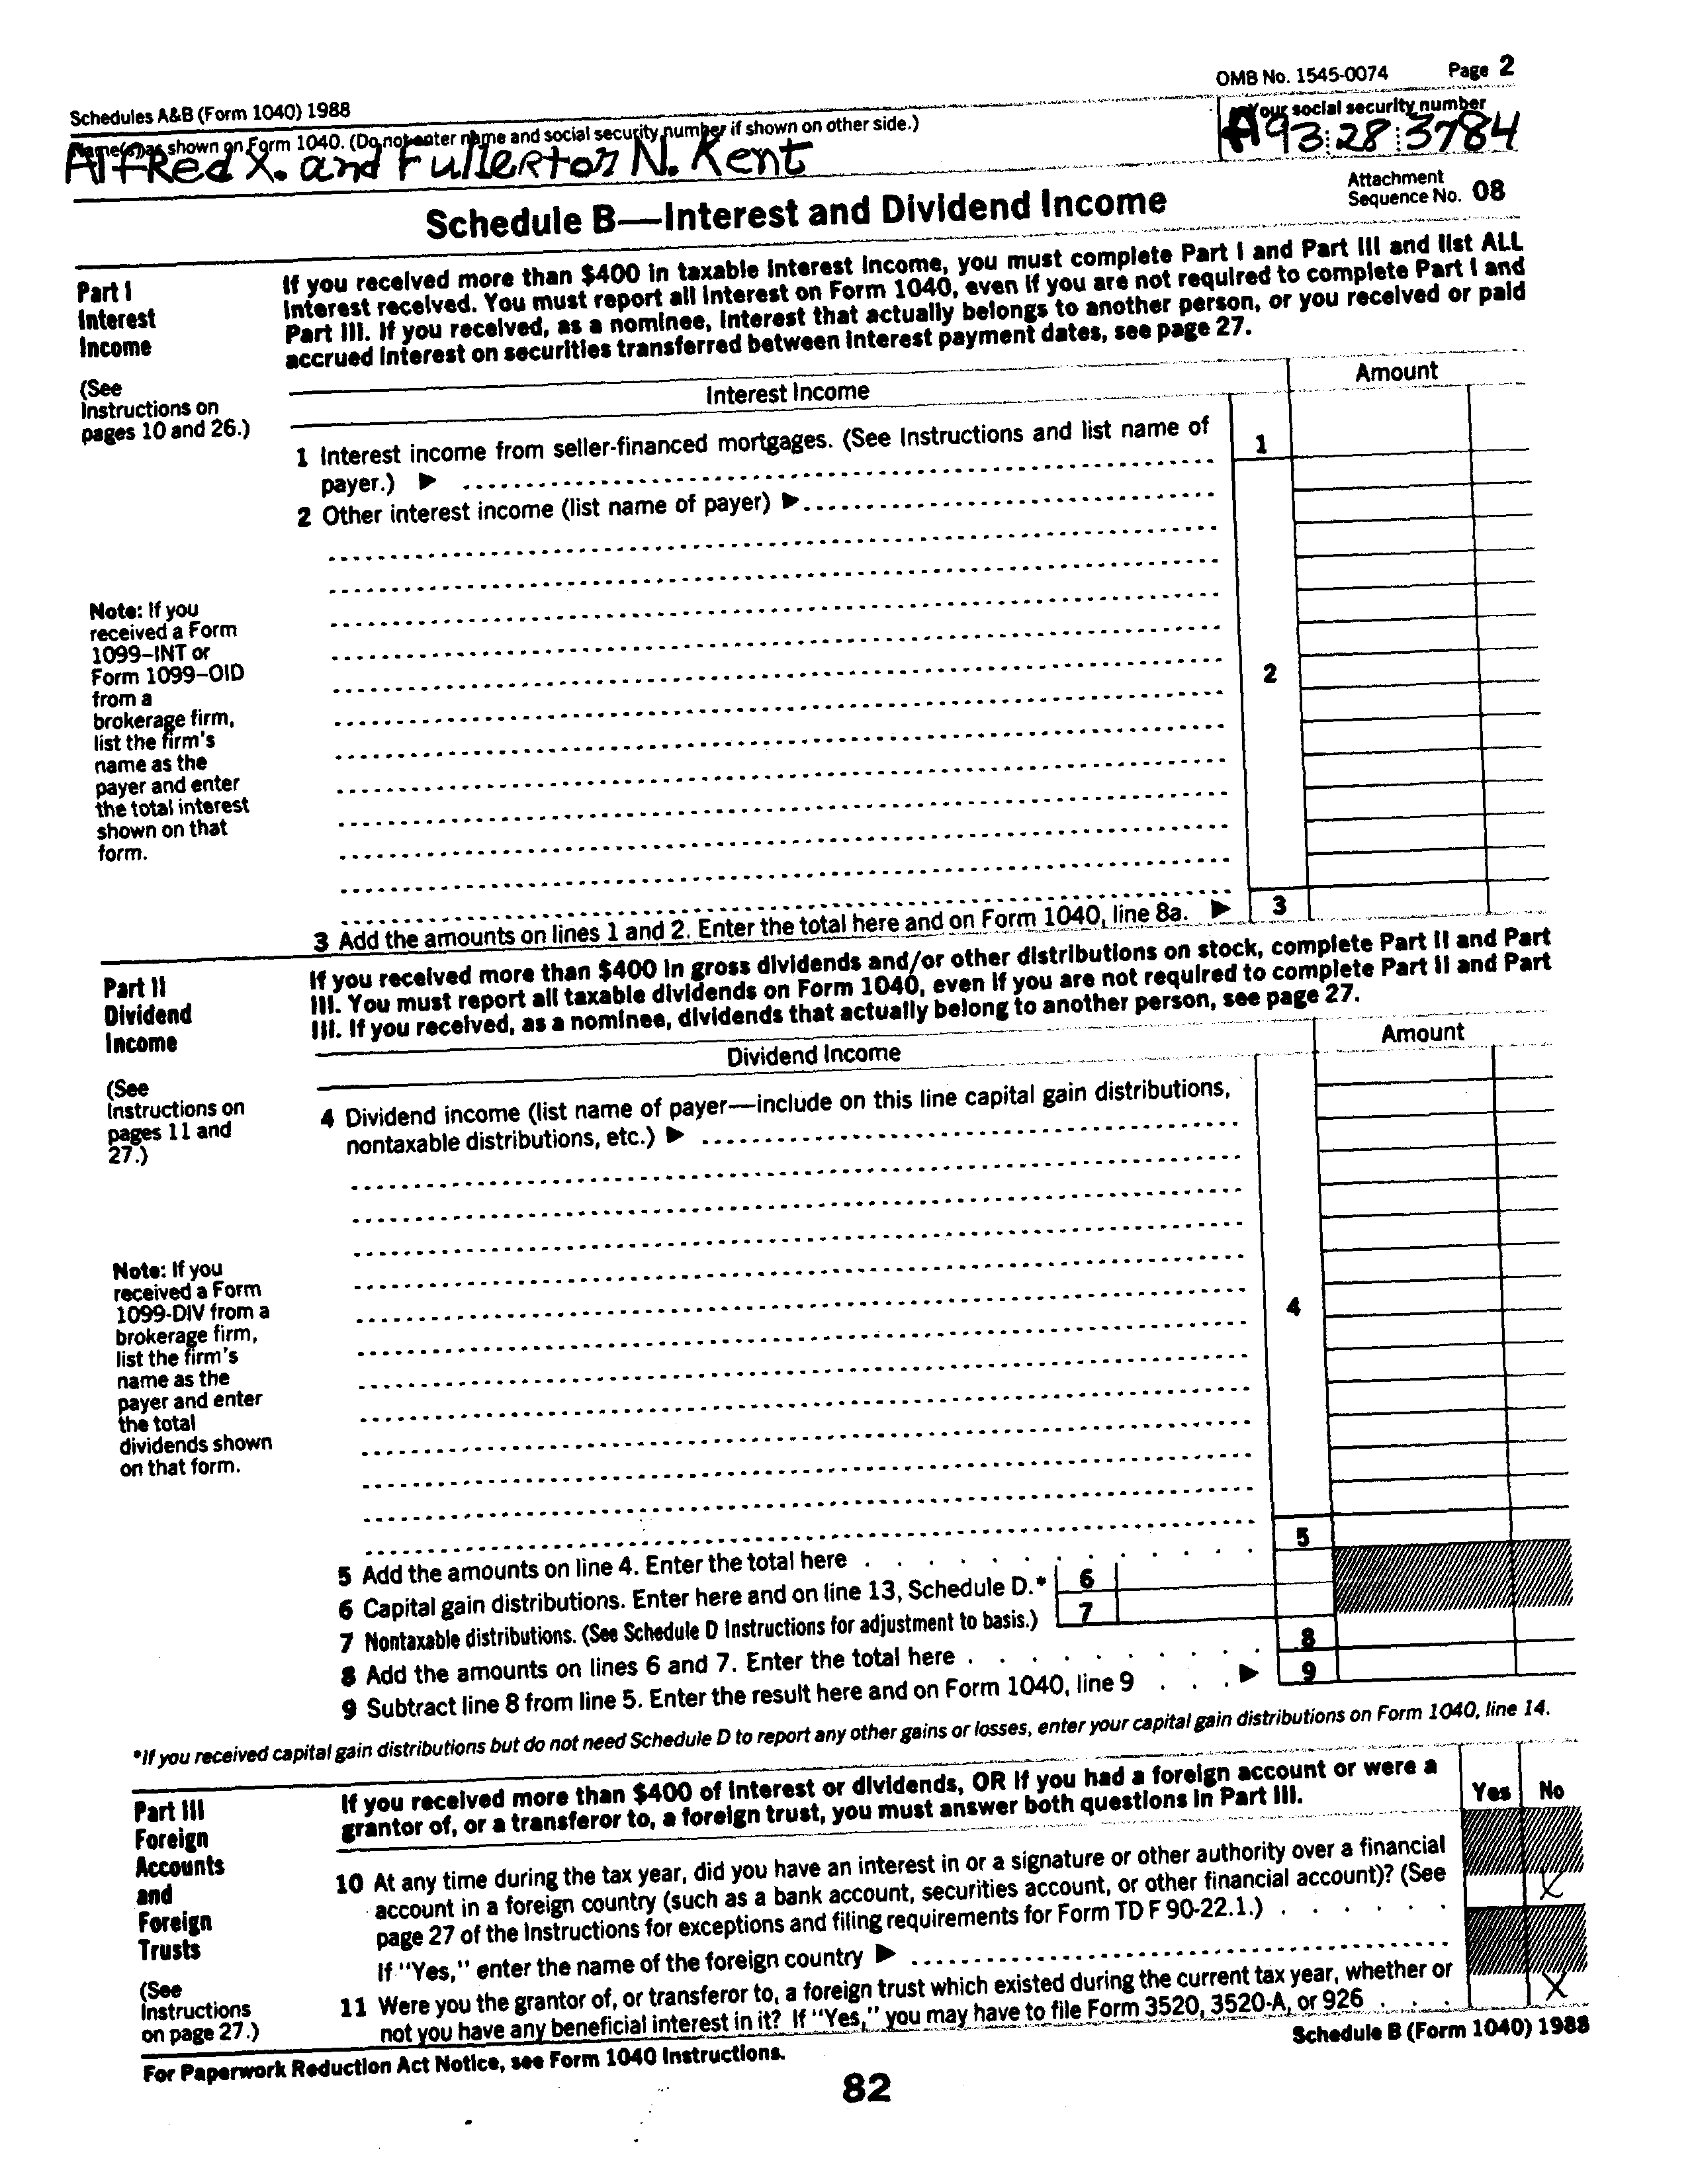 OMB No. 1545-0074 Page 2
Schedules A&B (Form 1040) 1988
Name(s) as shown on Form 1040. (Do not enter name and social security number if shown on other side.)
Your social security number
Alfred X. and Fullerton N. Kent
93 28 3784
Schedule B—Interest and Dividend Income
Attachment
Sequence No. 08
Part I
Interest
Income
(See
Instructions on
pages 10 and 26.)
If you received more than $400 in taxable interest income, you must complete Part I and Part III and list ALL
interest received. You must report all interest on Form 1040, even if you are not required to complete Part I and
Part III. If you received, as a nominee, interest that actually belongs to another person, or you received or paid
accrued interest on securities transferred between interest payment dates, see page 27.
Interest Income
Amount
1 Interest income from seller-financed mortgages. (See Instructions and list name of
payer.) ▶
1
2 Other interest income (list name of payer) ▶
Note: If you
received a Form
1099–INT or
Form 1099–OID
from a
brokerage firm,
list the firm's
name as the
payer and enter
the total interest
shown on that
form.
2
3 Add the amounts on lines 1 and 2. Enter the total here and on Form 1040, line 8a. ▶ 3
Part II
Dividend
Income
(See
Instructions on
pages 11 and
27.)
If you received more than $400 in gross dividends and/or other distributions on stock, complete Part II and Part
III. You must report all taxable dividends on Form 1040, even if you are not required to complete Part II and Part
III. If you received, as a nominee, dividends that actually belong to another person, see page 27.
Dividend Income
Amount
4 Dividend income (list name of payer—include on this line capital gain distributions,
nontaxable distributions, etc.) ▶
Note: If you
received a Form
1099-DIV from a
brokerage firm,
list the firm's
name as the
payer and enter
the total
dividends shown
on that form.
4
5 Add the amounts on line 4. Enter the total here . . . . . . . . . . . . 5
6 Capital gain distributions. Enter here and on line 13, Schedule D.* 6
7 Nontaxable distributions. (See Schedule D Instructions for adjustment to basis.) 7
8 Add the amounts on lines 6 and 7. Enter the total here . . . . . . . . . 8
9 Subtract line 8 from line 5. Enter the result here and on Form 1040, line 9 . . . ▶ 9
*If you received capital gain distributions but do not need Schedule D to report any other gains or losses, enter your capital gain distributions on Form 1040, line 14.
Part III
Foreign
Accounts
and
Foreign
Trusts
(See
Instructions
on page 27.)
If you received more than $400 of interest or dividends, OR if you had a foreign account or were a
grantor of, or a transferor to, a foreign trust, you must answer both questions in Part III.
Yes No
10 At any time during the tax year, did you have an interest in or a signature or other authority over a financial
account in a foreign country (such as a bank account, securities account, or other financial account)? (See
page 27 of the Instructions for exceptions and filing requirements for Form TD F 90-22.1.) . . . . . . X
If "Yes," enter the name of the foreign country ▶
11 Were you the grantor of, or transferor to, a foreign trust which existed during the current tax year, whether or
not you have any beneficial interest in it? If "Yes," you may have to file Form 3520, 3520-A, or 926 . . . . X
For Paperwork Reduction Act Notice, see Form 1040 Instructions.
Schedule B (Form 1040) 1988
82